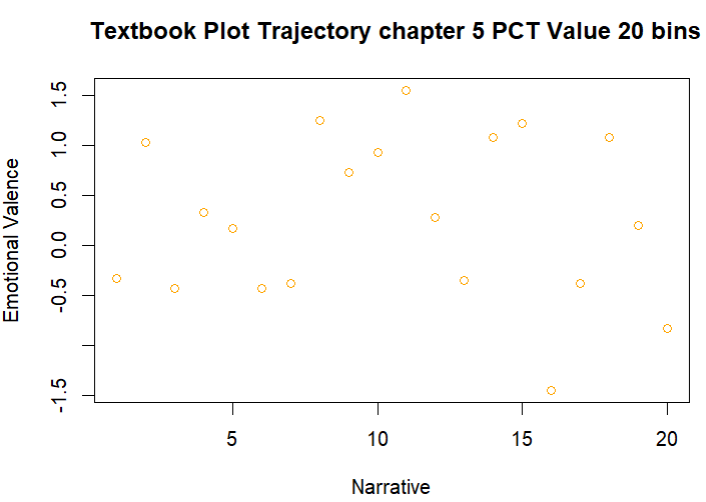 Textbook Plot Trajectory chapter 5 PCT Value 20 bins
Emotional Valence
1.5
1.0
0.5
0.0
-0.5
-1.5
5 10 15 20
Narrative